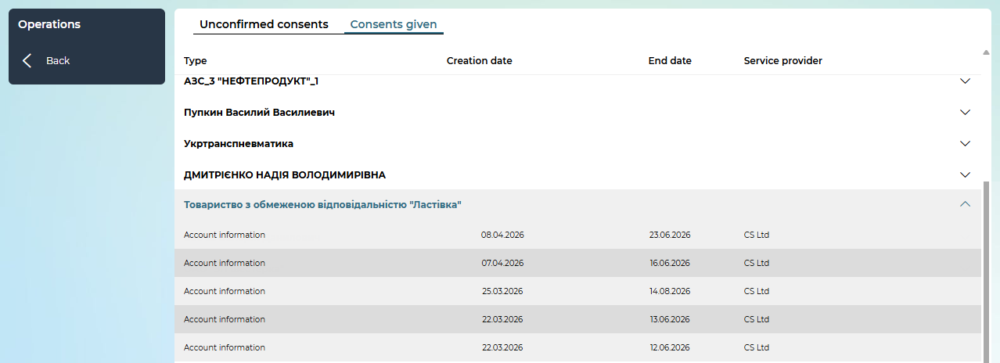 Operations
Back
Unconfirmed consents Consents given
Type Creation date End date Service provider
АЗС_3 "НЕФТЕПРОДУКТ"_1
Пупкин Василий Василиевич
Укртранспневматика
ДМИТРІЄНКО НАДІЯ ВОЛОДИМИРІВНА
Товариство з обмеженою відповідальністю "Ластівка"
Account information 08.04.2026 23.06.2026 CS Ltd
Account information 07.04.2026 16.06.2026 CS Ltd
Account information 25.03.2026 14.08.2026 CS Ltd
Account information 22.03.2026 13.06.2026 CS Ltd
Account information 22.03.2026 12.06.2026 CS Ltd